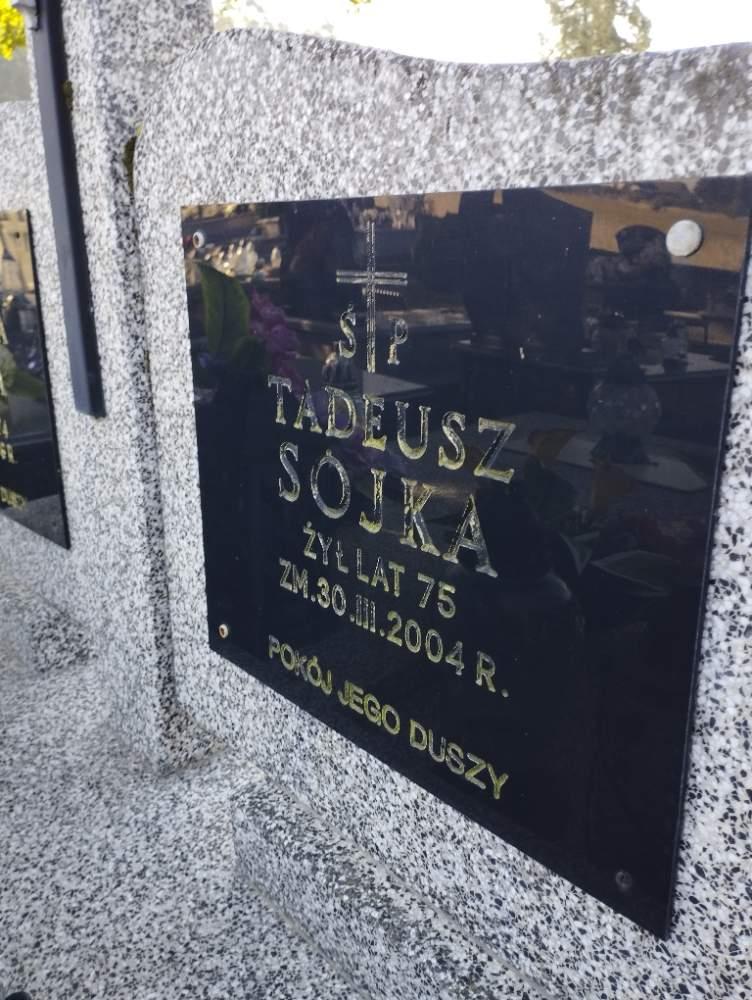 Ś P
TADEUSZ
SÓJKA
ŻYŁ LAT 75
ZM.30.III.2004 R.
POKÓJ JEGO DUSZY